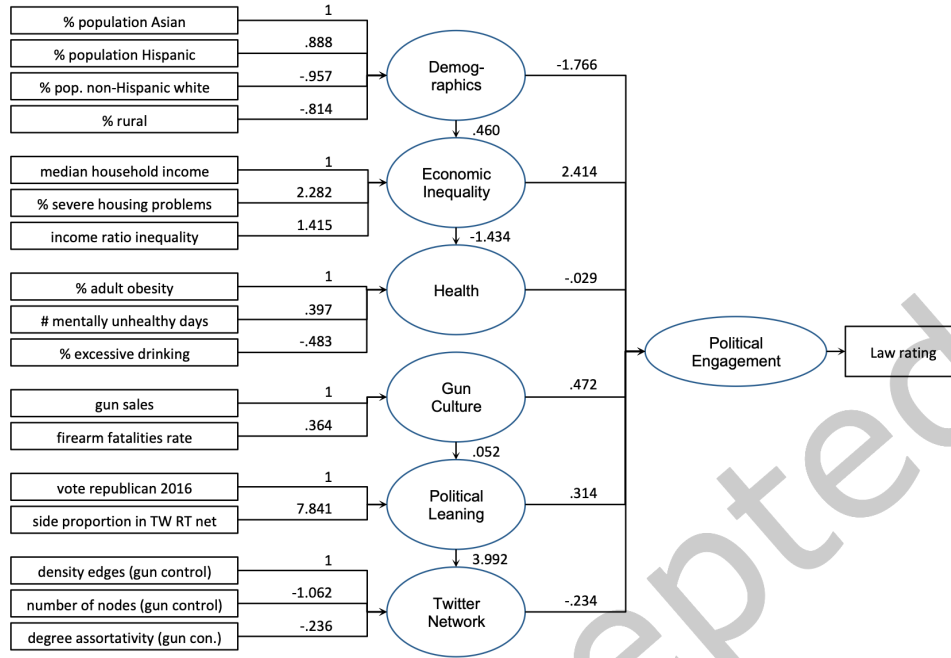 % population Asian
1
% population Hispanic
.888
% pop. non-Hispanic white
-.957
% rural
-.814
Demog-
raphics
-1.766
.460
median household income
1
% severe housing problems
2.282
income ratio inequality
1.415
Economic
Inequality
2.414
-1.434
% adult obesity
1
# mentally unhealthy days
.397
% excessive drinking
-.483
Health
-.029
gun sales
1
firearm fatalities rate
.364
Gun
Culture
.472
.052
vote republican 2016
1
side proportion in TW RT net
7.841
Political
Leaning
.314
3.992
density edges (gun control)
1
number of nodes (gun control)
-1.062
degree assortativity (gun con.)
-.236
Twitter
Network
-.234
Political
Engagement
Law rating
epted